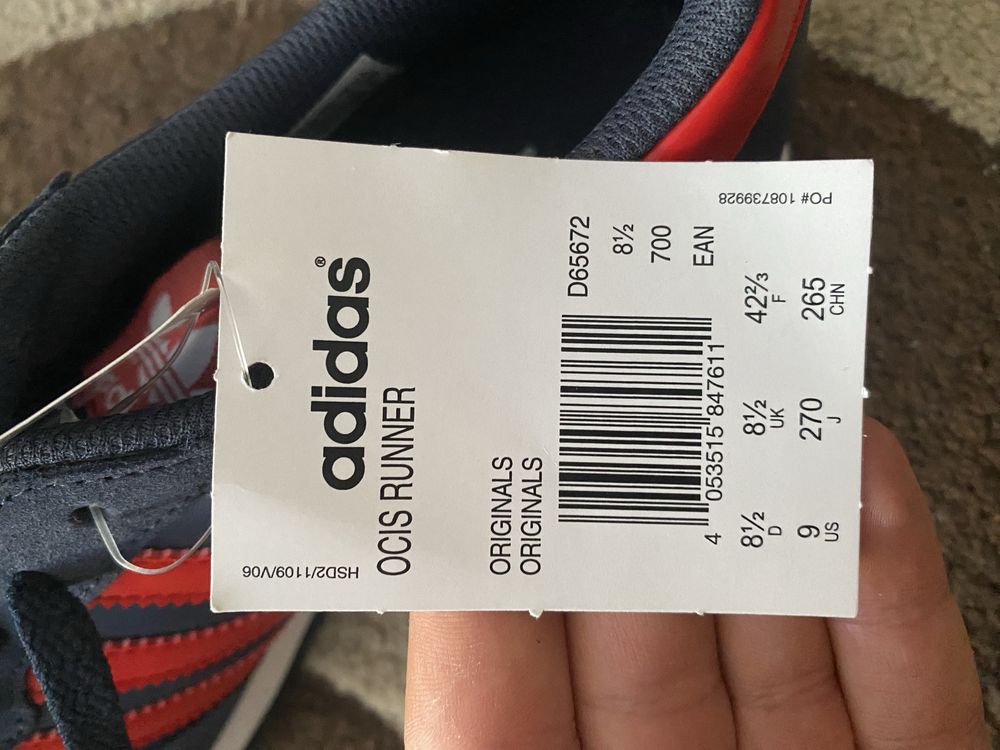 adidas®
OCIS RUNNER
ORIGINALS
ORIGINALS
D65672
8½
700
EAN
4 053515 847611
8½ 8½ 42⅔
D UK F
9 270 265
US J CHN
HSD2/1109/V06
PO# 108739928